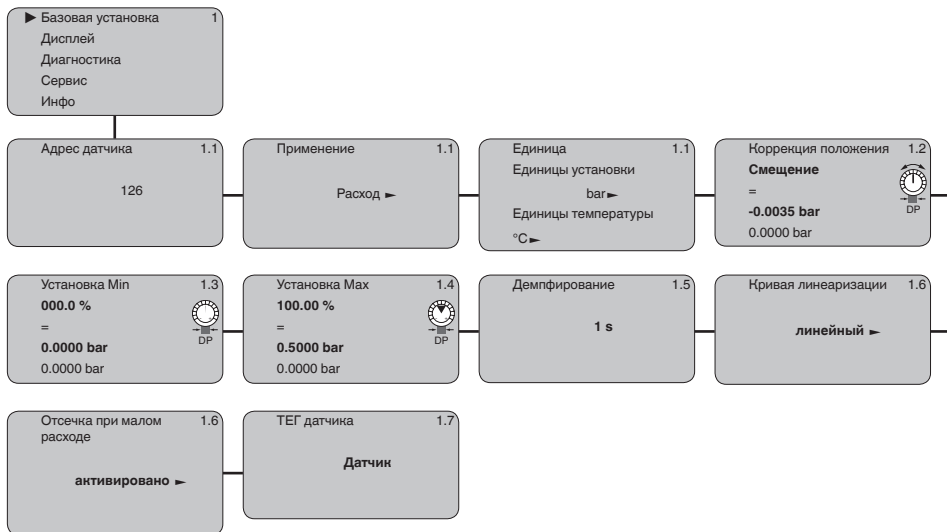 ► Базовая установка 1
Дисплей
Диагностика
Сервис
Инфо
Адрес датчика 1.1
126
Применение 1.1
Расход ►
Единица 1.1
Единицы установки
bar ►
Единицы температуры
°C ►
Коррекция положения 1.2
Смещение
=
-0.0035 bar
0.0000 bar
DP
Установка Min 1.3
000.0 %
=
0.0000 bar
0.0000 bar
DP
Установка Max 1.4
100.00 %
=
0.5000 bar
0.0000 bar
DP
Демпфирование 1.5
1 s
Кривая линеаризации 1.6
линейный ►
Отсечка при малом 1.6
расходе
активировано ►
ТЕГ датчика 1.7
Датчик